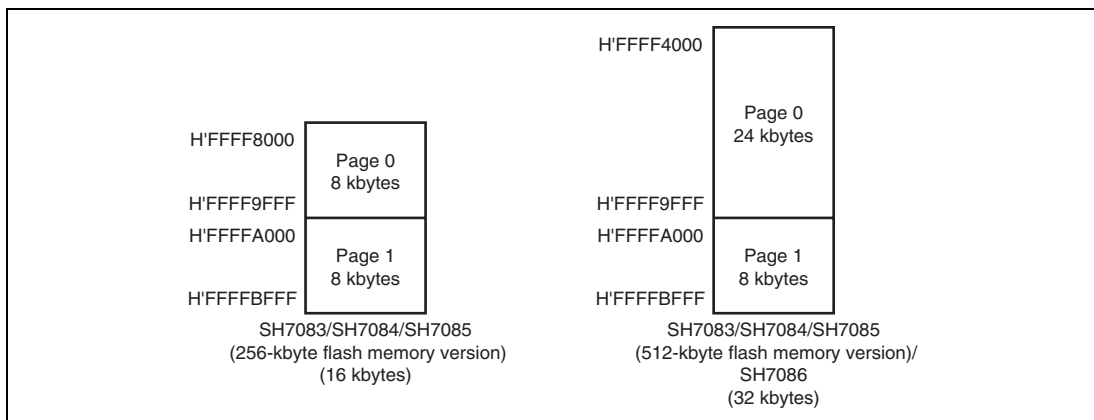 H'FFFF8000
Page 0
8 kbytes
H'FFFF9FFF
H'FFFFA000
Page 1
8 kbytes
H'FFFFBFFF
SH7083/SH7084/SH7085
(256-kbyte flash memory version)
(16 kbytes)
H'FFFF4000
Page 0
24 kbytes
H'FFFF9FFF
H'FFFFA000
Page 1
8 kbytes
H'FFFFBFFF
SH7083/SH7084/SH7085
(512-kbyte flash memory version)/
SH7086
(32 kbytes)